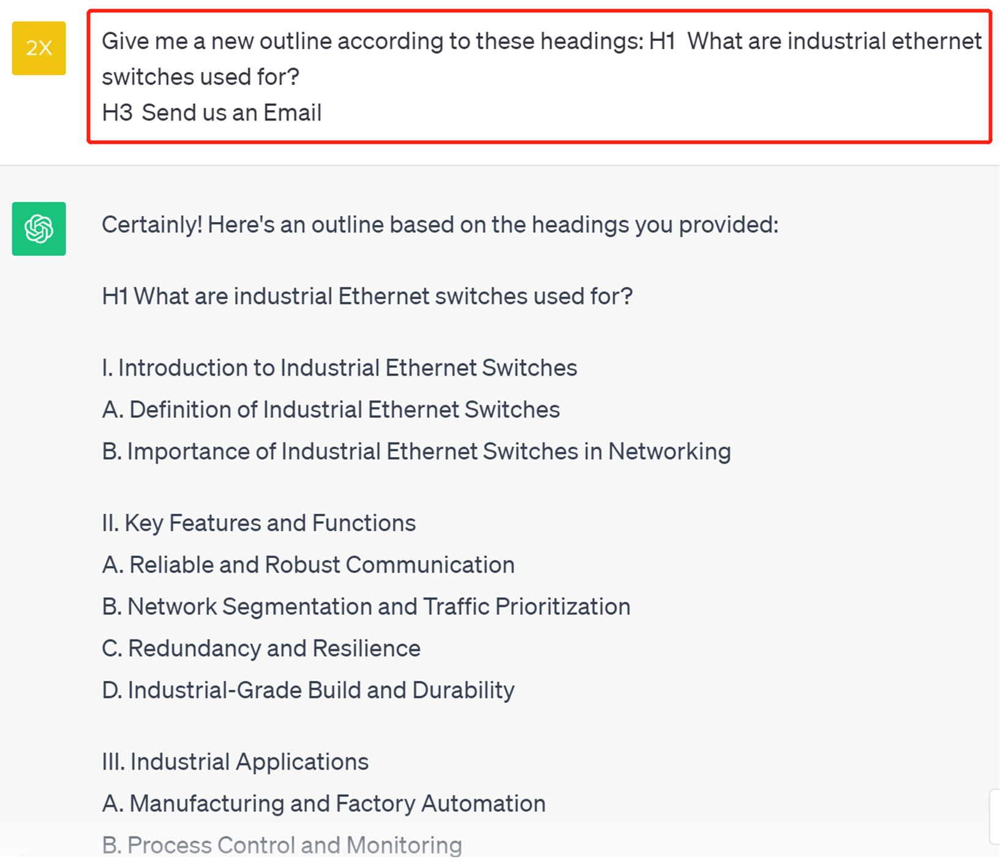 2X
Give me a new outline according to these headings: H1 What are industrial ethernet
switches used for?
H3 Send us an Email
Certainly! Here's an outline based on the headings you provided:
H1 What are industrial Ethernet switches used for?
I. Introduction to Industrial Ethernet Switches
A. Definition of Industrial Ethernet Switches
B. Importance of Industrial Ethernet Switches in Networking
II. Key Features and Functions
A. Reliable and Robust Communication
B. Network Segmentation and Traffic Prioritization
C. Redundancy and Resilience
D. Industrial-Grade Build and Durability
III. Industrial Applications
A. Manufacturing and Factory Automation
B. Process Control and Monitoring